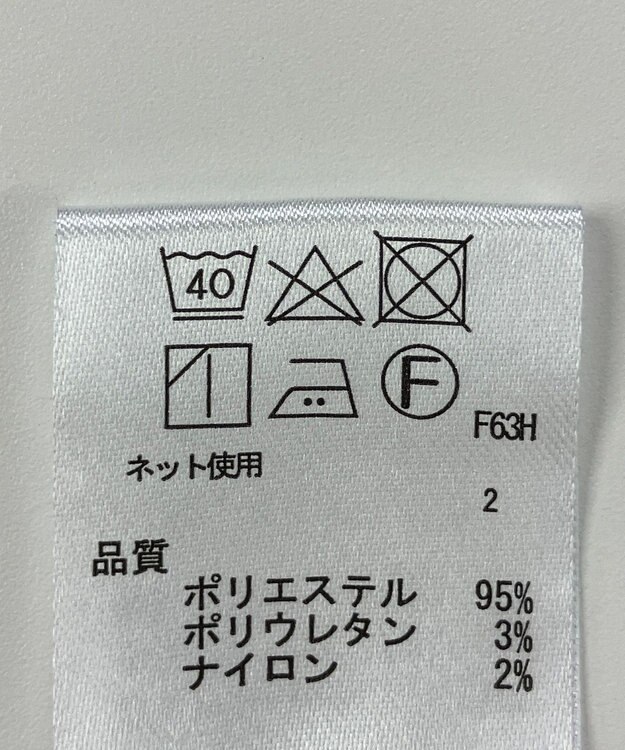 40
F
F63H
ネット使用
2
品質
ポリエステル 95%
ポリウレタン 3%
ナイロン 2%